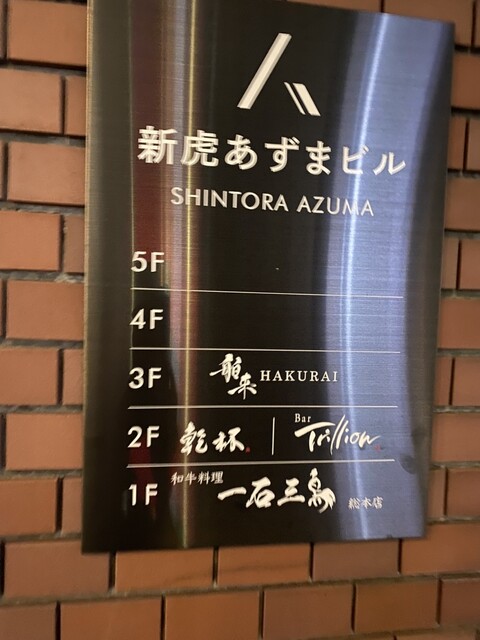 新虎あずまビル
SHINTORA AZUMA
5F
4F
3F 舶来 HAKURAI
2F 乾杯. Bar Trillion.
1F 和牛料理 一石三鳥 総本店